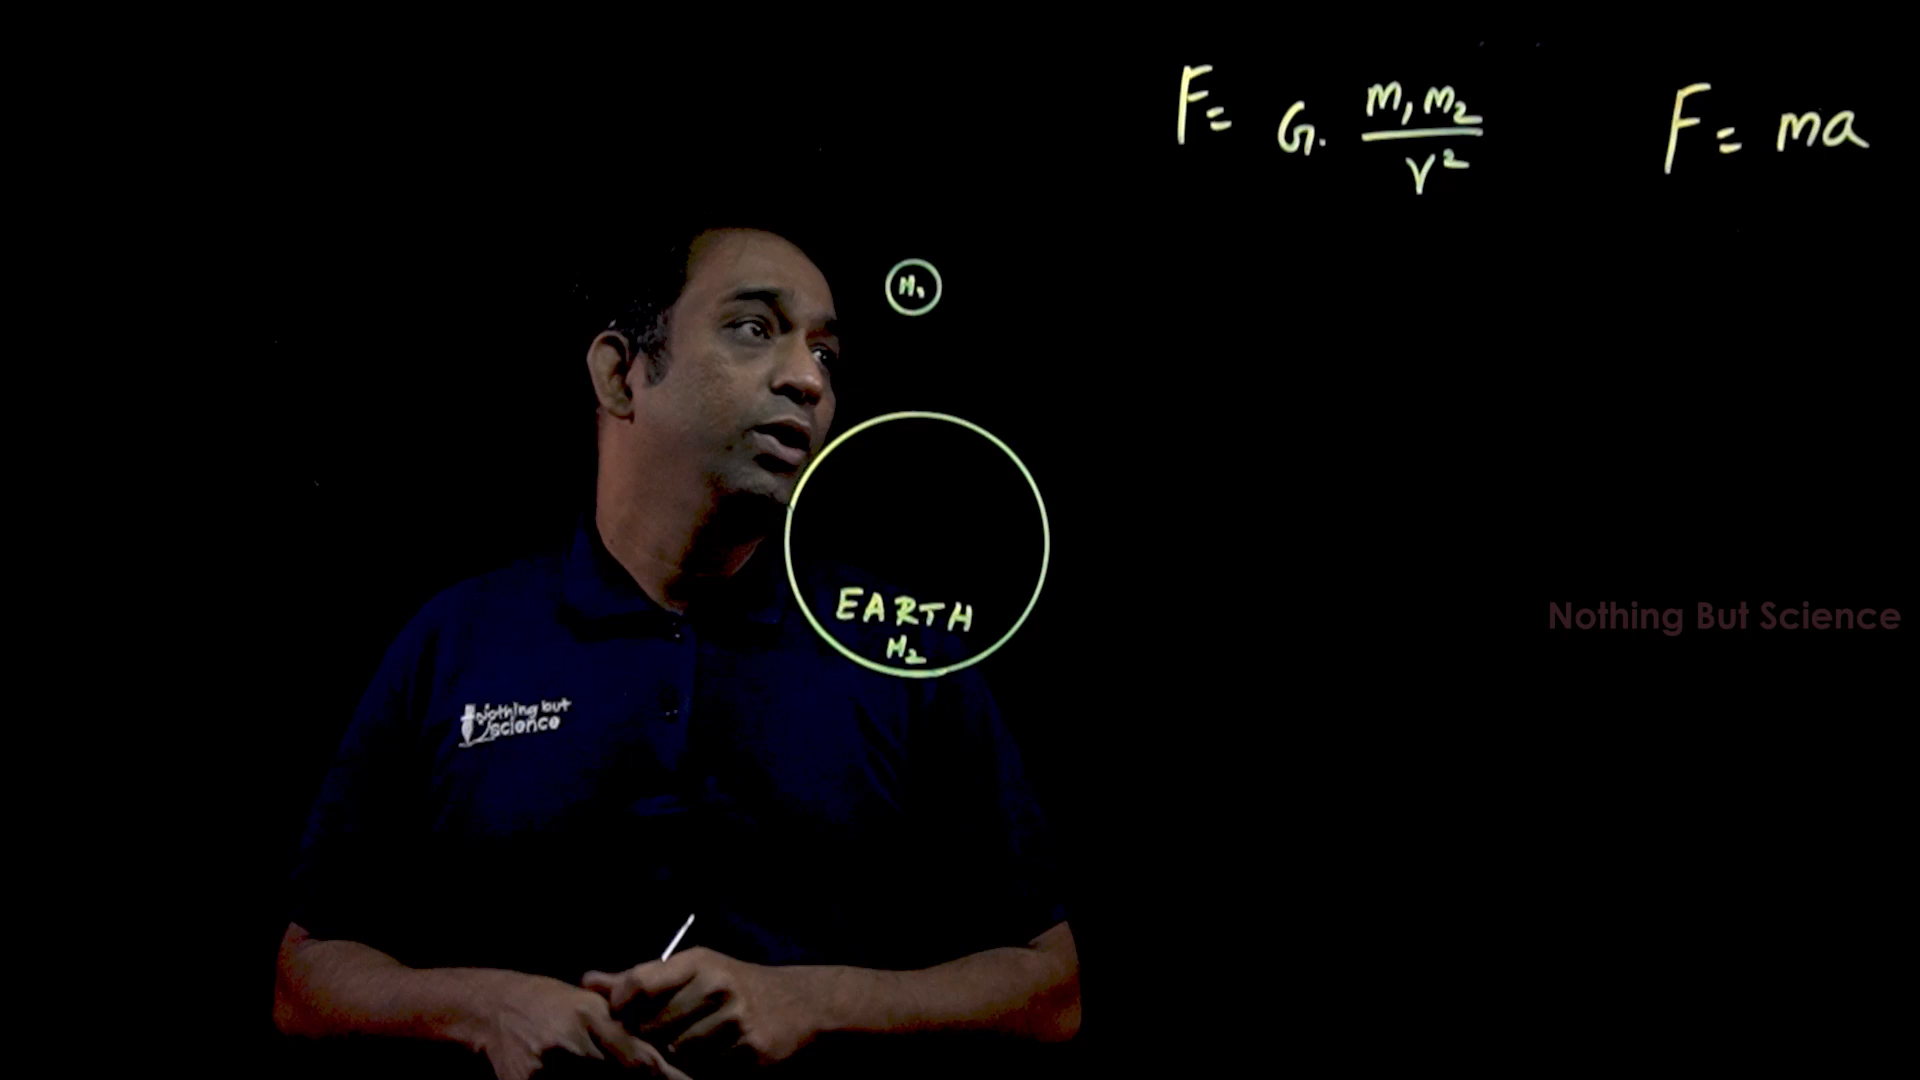 F = G. m₁m₂/r²
F = ma
M₁
EARTH
M₂
Nothing But Science
Nothing but
science